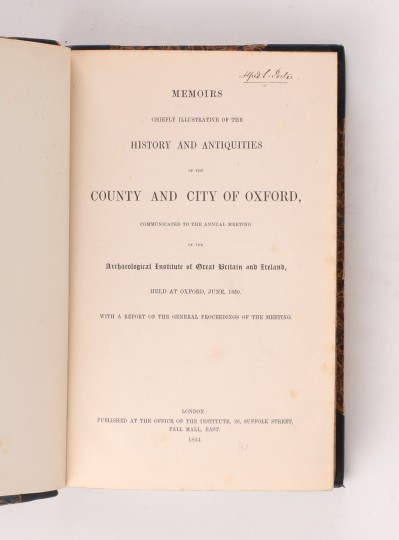 MEMOIRS
CHIEFLY ILLUSTRATIVE OF THE
HISTORY AND ANTIQUITIES
OF THE
COUNTY AND CITY OF OXFORD,
COMMUNICATED TO THE ANNUAL MEETING
OF THE
Archaeological Institute of Great Britain and Ireland,
HELD AT OXFORD, JUNE, 1850.
WITH A REPORT OF THE GENERAL PROCEEDINGS OF THE MEETING.
LONDON
PUBLISHED AT THE OFFICE OF THE INSTITUTE, 26, SUFFOLK STREET,
PALL MALL, EAST.
1854.